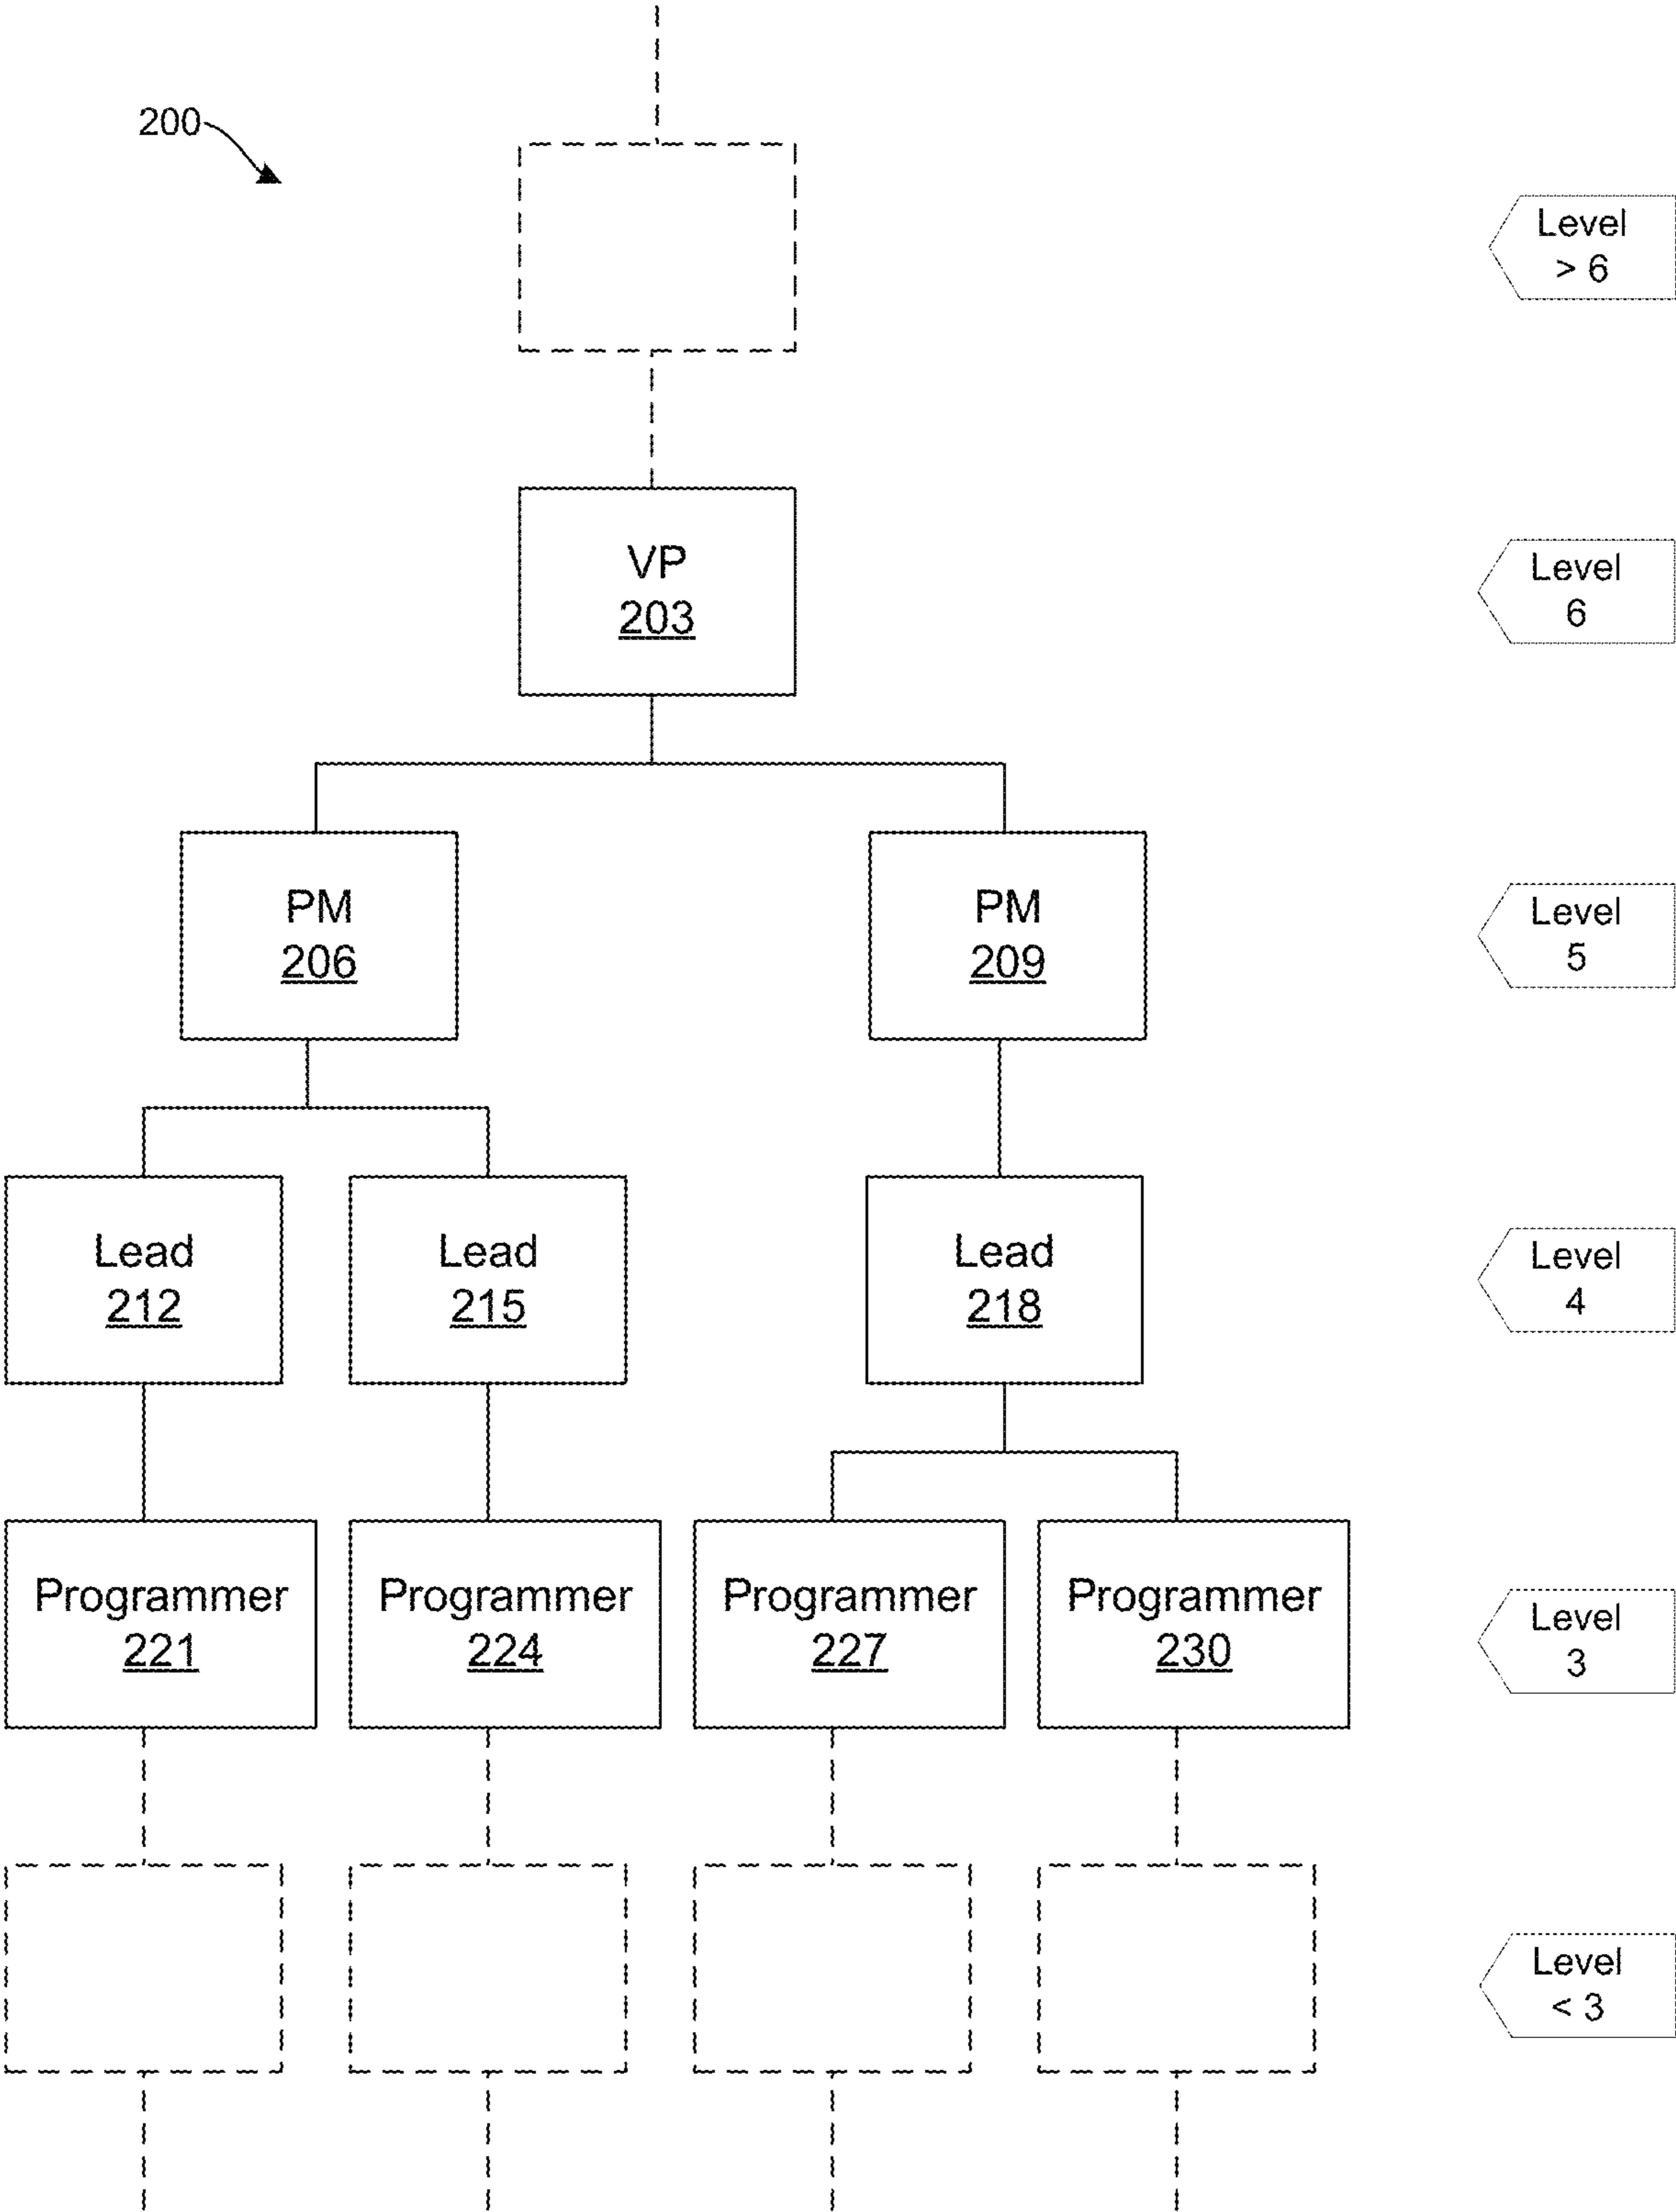 200
Level
> 6
VP
203
Level
6
PM
206
PM
209
Level
5
Lead
212
Lead
215
Lead
218
Level
4
Programmer
221
Programmer
224
Programmer
227
Programmer
230
Level
3
Level
< 3